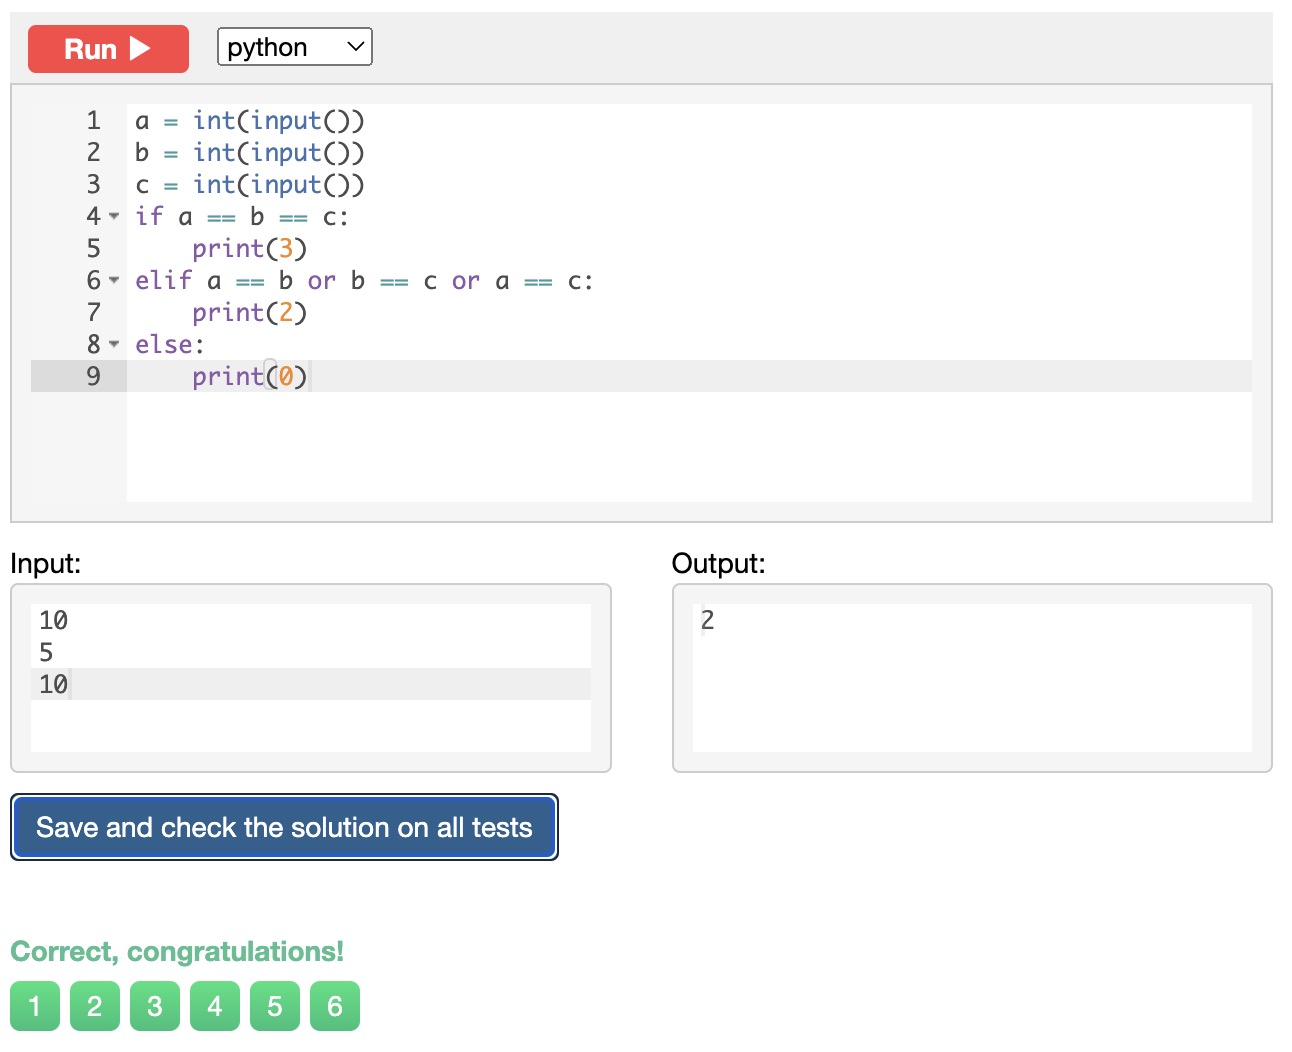 Run
python
1 a = int(input())
2 b = int(input())
3 c = int(input())
4 if a == b == c:
5     print(3)
6 elif a == b or b == c or a == c:
7     print(2)
8 else:
9     print(0)
Input:
10
5
10
Output:
2
Save and check the solution on all tests
Correct, congratulations!
1 2 3 4 5 6